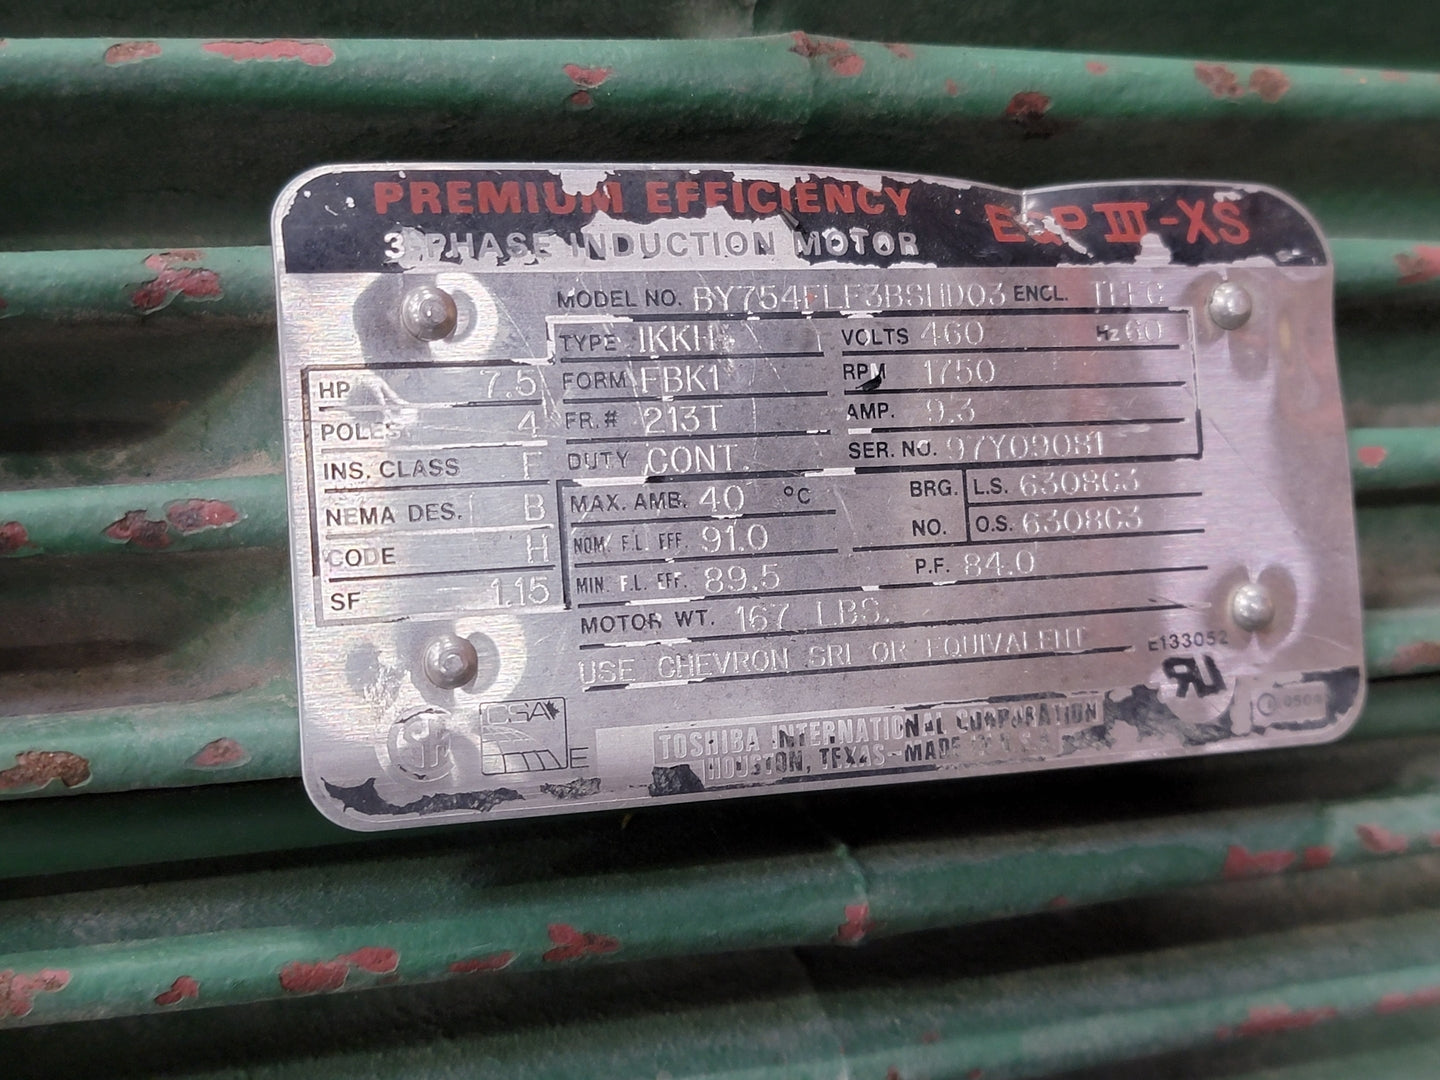 PREMIUM EFFICIENCY EQP III-XS
3-PHASE INDUCTION MOTOR
MODEL NO. BY754FLF3BSHD03 ENCL. TEFC
TYPE IKKH VOLTS 460 Hz 60
HP 7.5 FORM FBK1 RPM 1750
POLES 4 FR.# 213T AMP. 9.3
INS. CLASS F DUTY CONT. SER. NO. 97Y09081
NEMA DES. B MAX. AMB. 40 °C BRG. L.S. 6308C3
CODE H NOM. F.L. EFF. 91.0 NO. O.S. 6308C3
SF 1.15 MIN. F.L. EFF. 89.5 P.F. 84.0
MOTOR WT. 167 LBS.
USE CHEVRON SRI OR EQUIVALENT
E133052
CSA
E
TOSHIBA INTERNATIONAL CORPORATION
HOUSTON, TEXAS-MADE IN U.S.A.